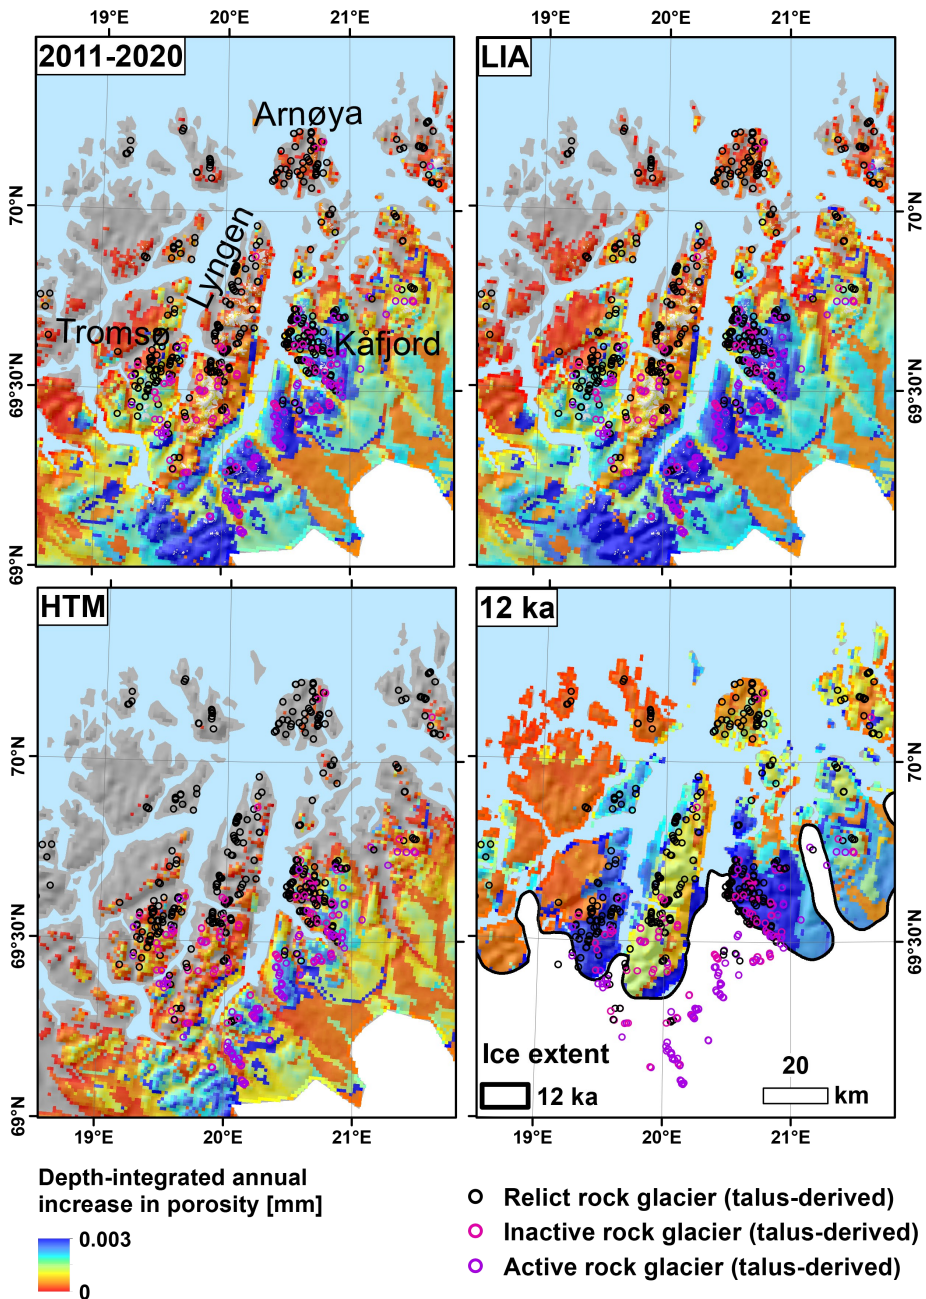 19°E 20°E 21°E
19°E 20°E 21°E
2011-2020
LIA
Arnøya
70°N
70°N
Lyngen
Tromsø
Kåfjord
69°30'N
69°30'N
69°N
HTM
12 ka
70°N
70°N
69°30'N
69°30'N
Ice extent
12 ka
20
km
69°N
19°E 20°E 21°E
19°E 20°E 21°E
Depth-integrated annual
increase in porosity [mm]
0.003
0
Relict rock glacier (talus-derived)
Inactive rock glacier (talus-derived)
Active rock glacier (talus-derived)